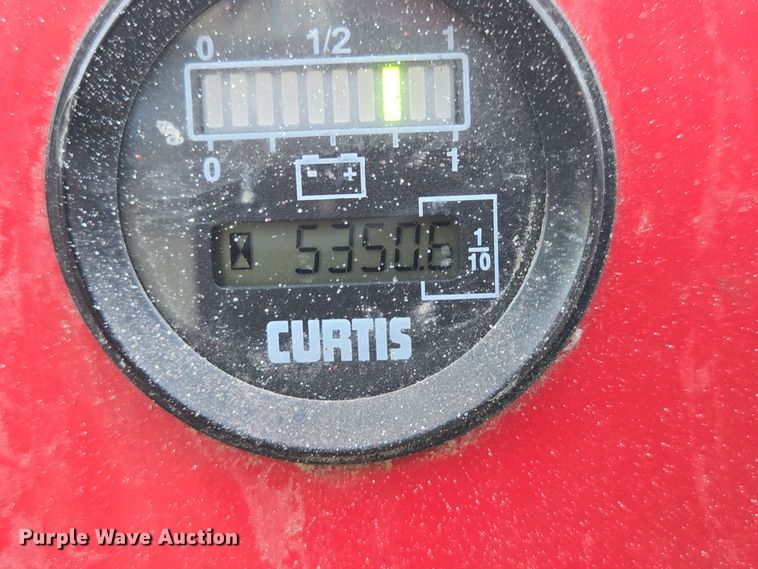 0 1/2 1
0 1
- +
5350.6 1/10
CURTIS
Purple Wave Auction